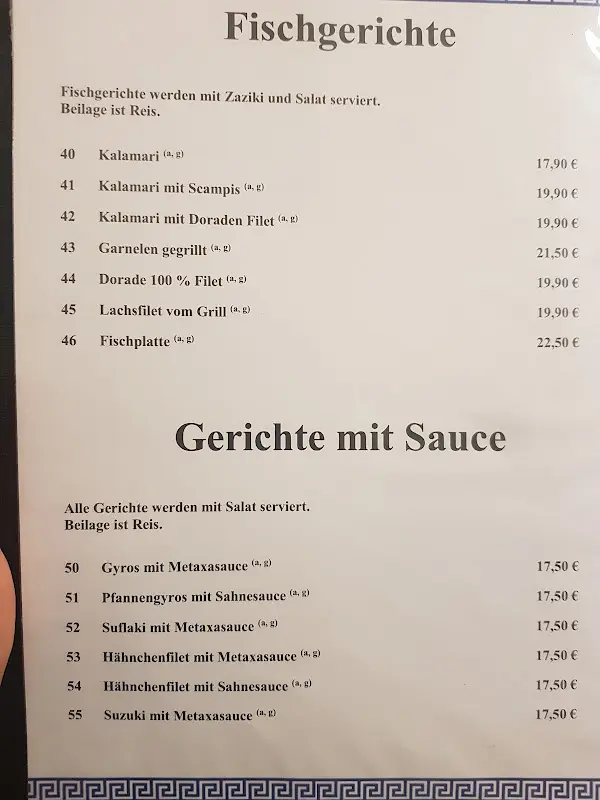 Fischgerichte
Fischgerichte werden mit Zaziki und Salat serviert.
Beilage ist Reis.
40 Kalamari (a, g) 17,90 €
41 Kalamari mit Scampis (a, g) 19,90 €
42 Kalamari mit Doraden Filet (a, g) 19,90 €
43 Garnelen gegrillt (a, g) 21,50 €
44 Dorade 100 % Filet (a, g) 19,90 €
45 Lachsfilet vom Grill (a, g) 19,90 €
46 Fischplatte (a, g) 22,50 €
Gerichte mit Sauce
Alle Gerichte werden mit Salat serviert.
Beilage ist Reis.
50 Gyros mit Metaxasauce (a, g) 17,50 €
51 Pfannengyros mit Sahnesauce (a, g) 17,50 €
52 Suflaki mit Metaxasauce (a, g) 17,50 €
53 Hähnchenfilet mit Metaxasauce (a, g) 17,50 €
54 Hähnchenfilet mit Sahnesauce (a, g) 17,50 €
55 Suzuki mit Metaxasauce (a, g) 17,50 €